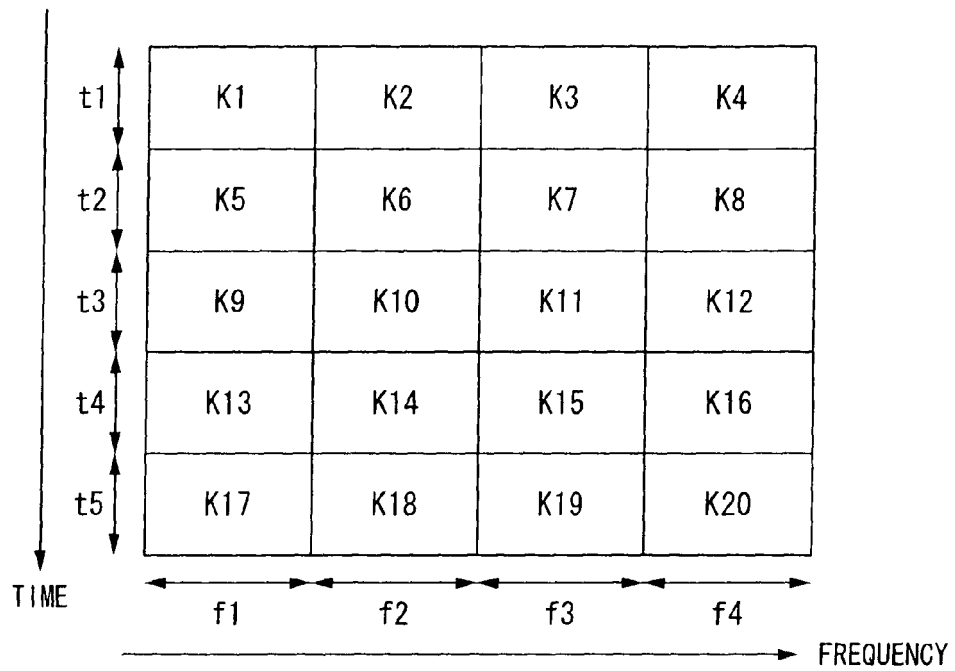 t1 K1 K2 K3 K4
t2 K5 K6 K7 K8
t3 K9 K10 K11 K12
t4 K13 K14 K15 K16
t5 K17 K18 K19 K20
TIME
f1 f2 f3 f4
FREQUENCY